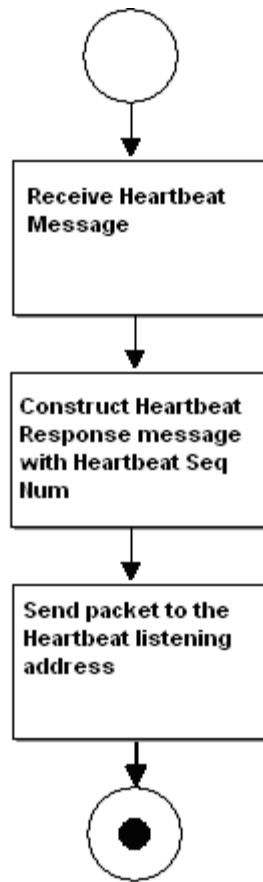 Receive Heartbeat
Message
Construct Heartbeat
Response message
with Heartbeat Seq
Num
Send packet to the
Heartbeat listening
address